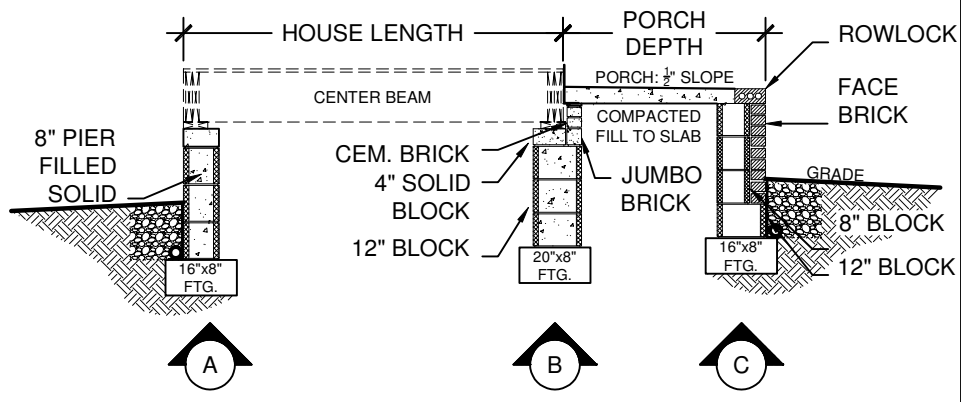 HOUSE LENGTH
PORCH
DEPTH
ROWLOCK
PORCH: ½" SLOPE
CENTER BEAM
FACE
BRICK
COMPACTED
FILL TO SLAB
8" PIER
FILLED
SOLID
CEM. BRICK
4" SOLID
BLOCK
JUMBO
BRICK
GRADE
12" BLOCK
8" BLOCK
12" BLOCK
16"x8"
FTG.
20"x8"
FTG.
16"x8"
FTG.
A
B
C